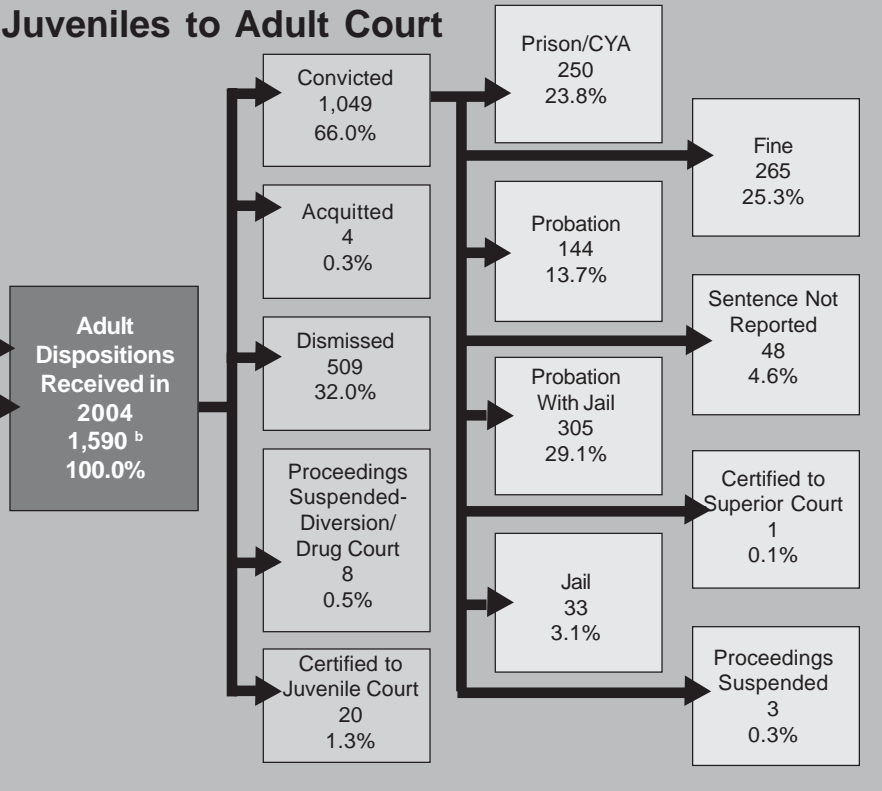 Juveniles to Adult Court
Adult
Dispositions
Received in
2004
1,590 b
100.0%
Convicted
1,049
66.0%
Acquitted
4
0.3%
Dismissed
509
32.0%
Proceedings
Suspended-
Diversion/
Drug Court
8
0.5%
Certified to
Juvenile Court
20
1.3%
Prison/CYA
250
23.8%
Fine
265
25.3%
Probation
144
13.7%
Sentence Not
Reported
48
4.6%
Probation
With Jail
305
29.1%
Certified to
Superior Court
1
0.1%
Jail
33
3.1%
Proceedings
Suspended
3
0.3%